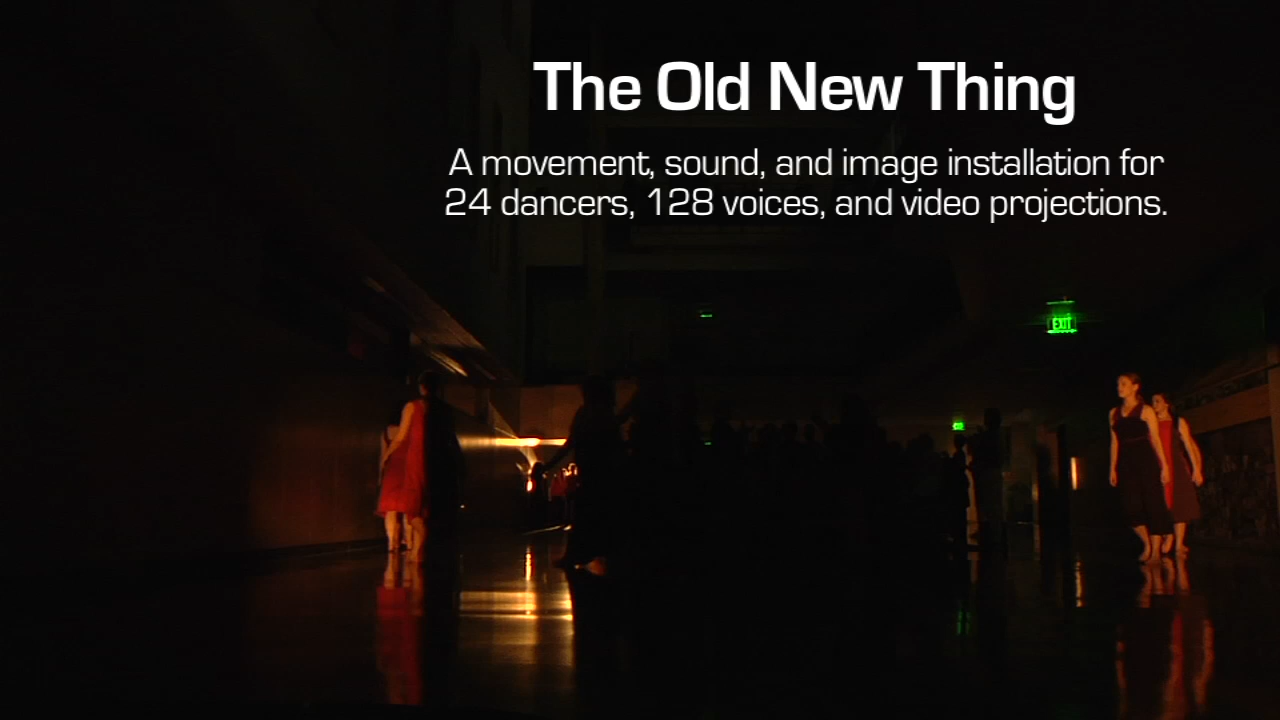 The Old New Thing
A movement, sound, and image installation for
24 dancers, 128 voices, and video projections.
EXIT